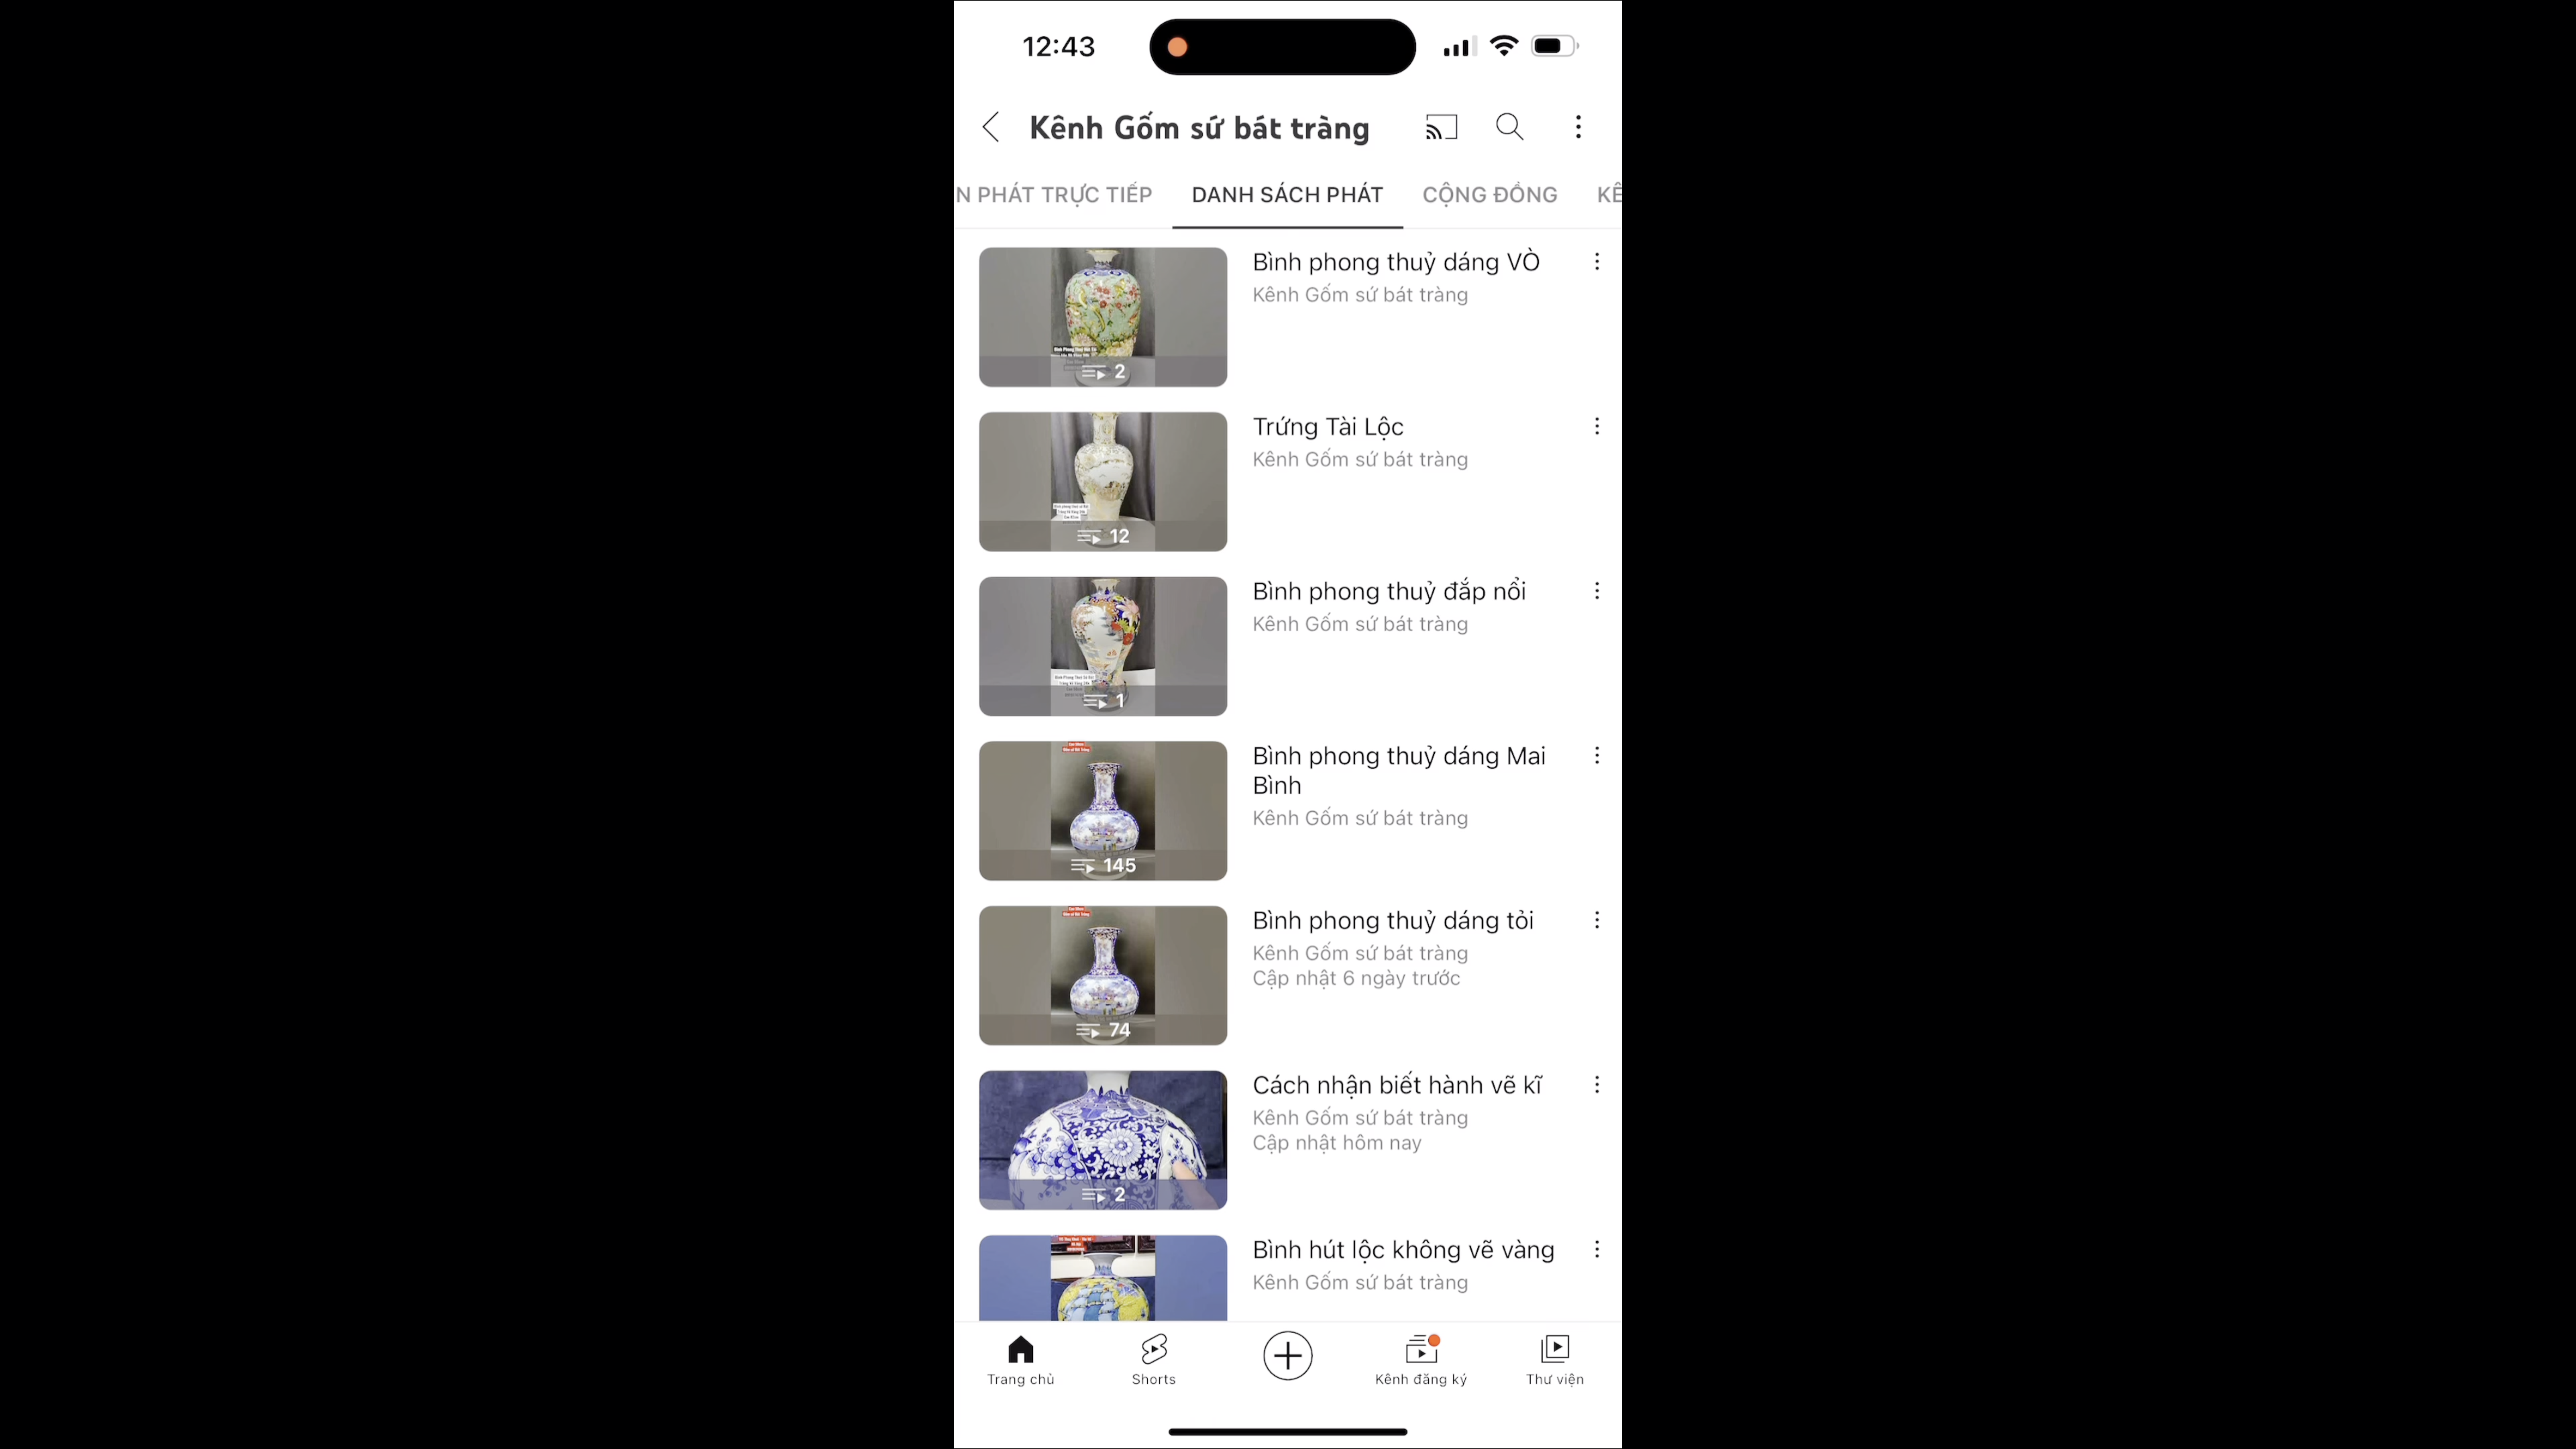 12:43
Kênh Gốm sứ bát tràng
N PHÁT TRỰC TIẾP
DANH SÁCH PHÁT
CỘNG ĐỒNG
KÊ
Bình phong thuỷ dáng VÒ
Kênh Gốm sứ bát tràng
2
Trứng Tài Lộc
Kênh Gốm sứ bát tràng
12
Bình phong thuỷ đắp nổi
Kênh Gốm sứ bát tràng
1
Bình phong thuỷ dáng Mai
Bình
Kênh Gốm sứ bát tràng
145
Bình phong thuỷ dáng tỏi
Kênh Gốm sứ bát tràng
Cập nhật 6 ngày trước
74
Cách nhận biết hành vẽ kĩ
Kênh Gốm sứ bát tràng
Cập nhật hôm nay
2
Bình hút lộc không vẽ vàng
Kênh Gốm sứ bát tràng
Trang chủ
Shorts
Kênh đăng ký
Thư viện